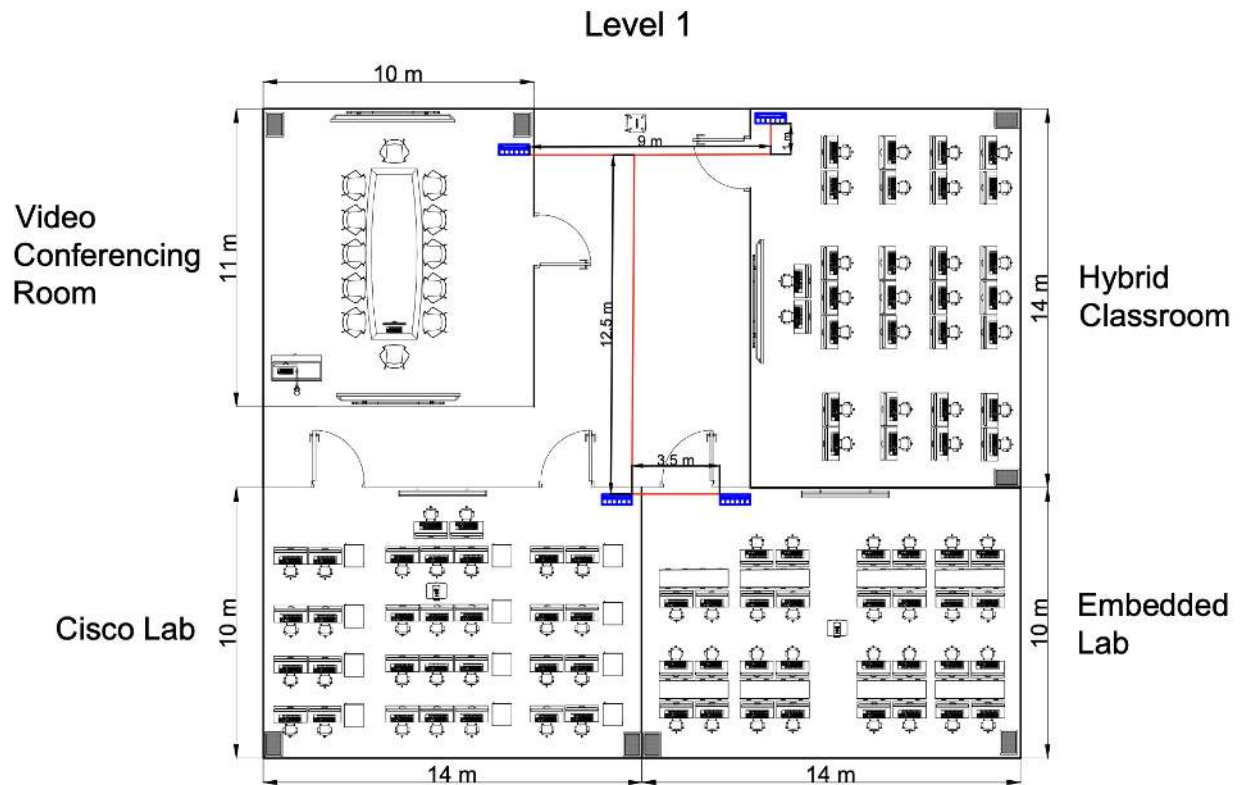 Level 1
10 m
9 m
1 m
Video
Conferencing
Room
11 m
12.5 m
14 m
Hybrid
Classroom
3.5 m
Cisco Lab
10 m
Embedded
Lab
10 m
14 m
14 m